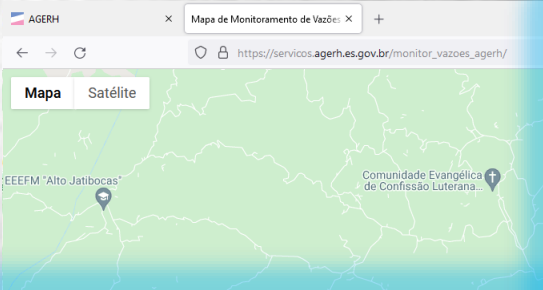 AGERH
Mapa de Monitoramento de Vazões
https://servicos.agerh.es.gov.br/monitor_vazoes_agerh/
Mapa Satélite
EEEFM "Alto Jatibocas"
Comunidade Evangélica
de Confissão Luterana...